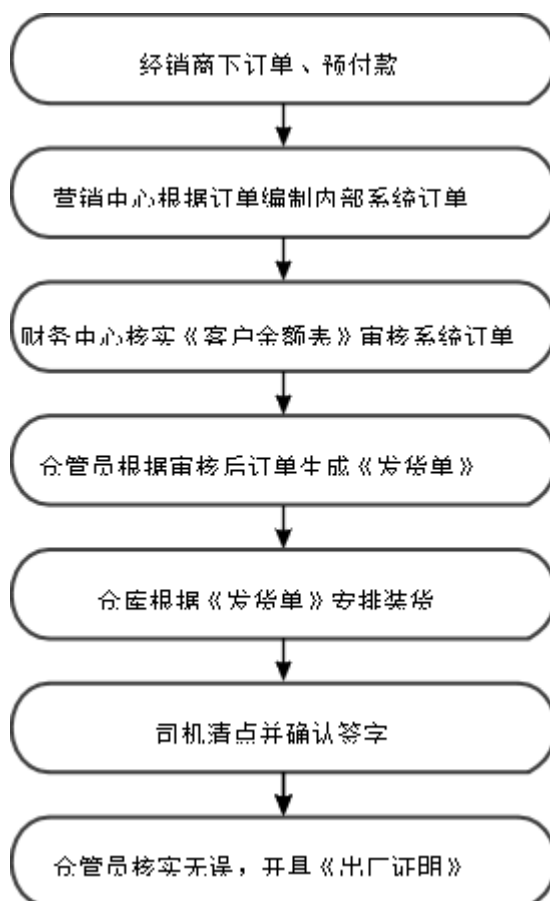 经销商下订单、预付款
营销中心根据订单编制内部系统订单
财务中心核实《客户余额表》审核系统订单
仓管员根据审核后订单生成《发货单》
仓库根据《发货单》安排装货
司机清点并确认签字
仓管员核实无误，开具《出厂证明》